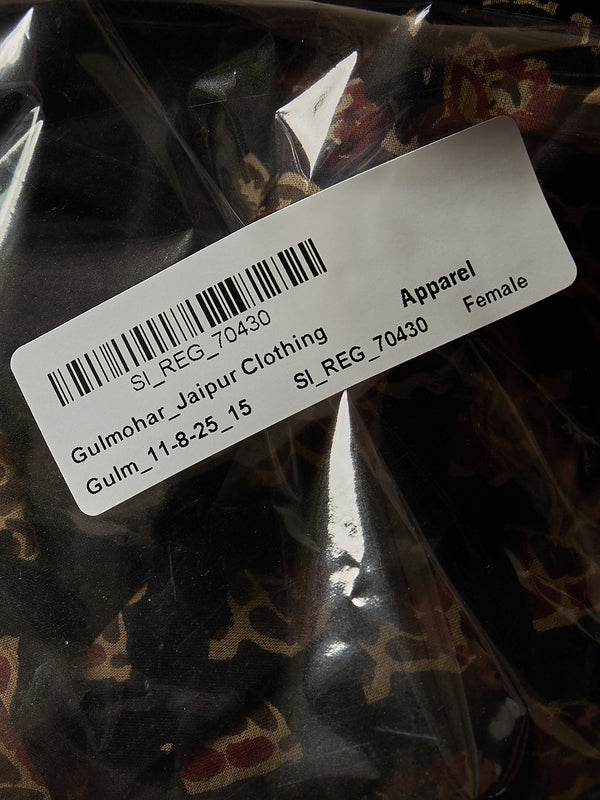 SI_REG_70430
Apparel
Gulmohar_Jaipur Clothing
SI_REG_70430 Female
Gulm_11-8-25_15